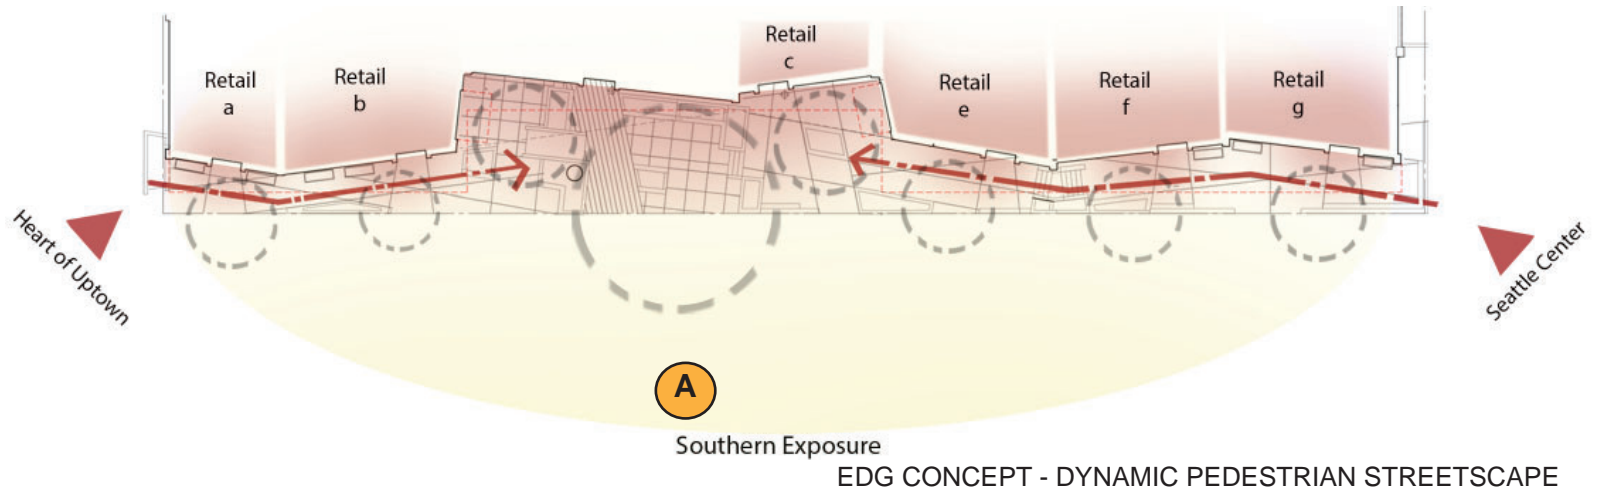 Retail
c
Retail
a
Retail
b
Retail
e
Retail
f
Retail
g
Heart of Uptown
Seattle Center
A
Southern Exposure
EDG CONCEPT - DYNAMIC PEDESTRIAN STREETSCAPE